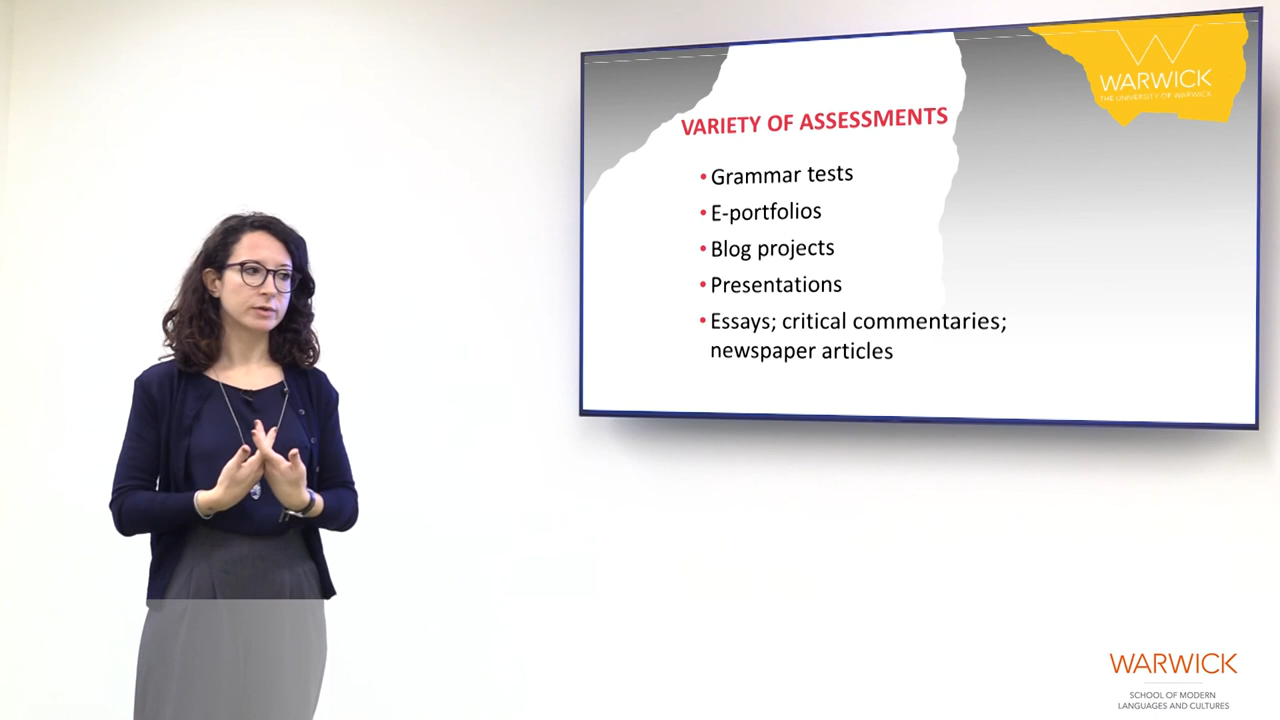 WARWICK
THE UNIVERSITY OF WARWICK
VARIETY OF ASSESSMENTS
• Grammar tests
• E-portfolios
• Blog projects
• Presentations
• Essays; critical commentaries;
newspaper articles
WARWICK
SCHOOL OF MODERN
LANGUAGES AND CULTURES